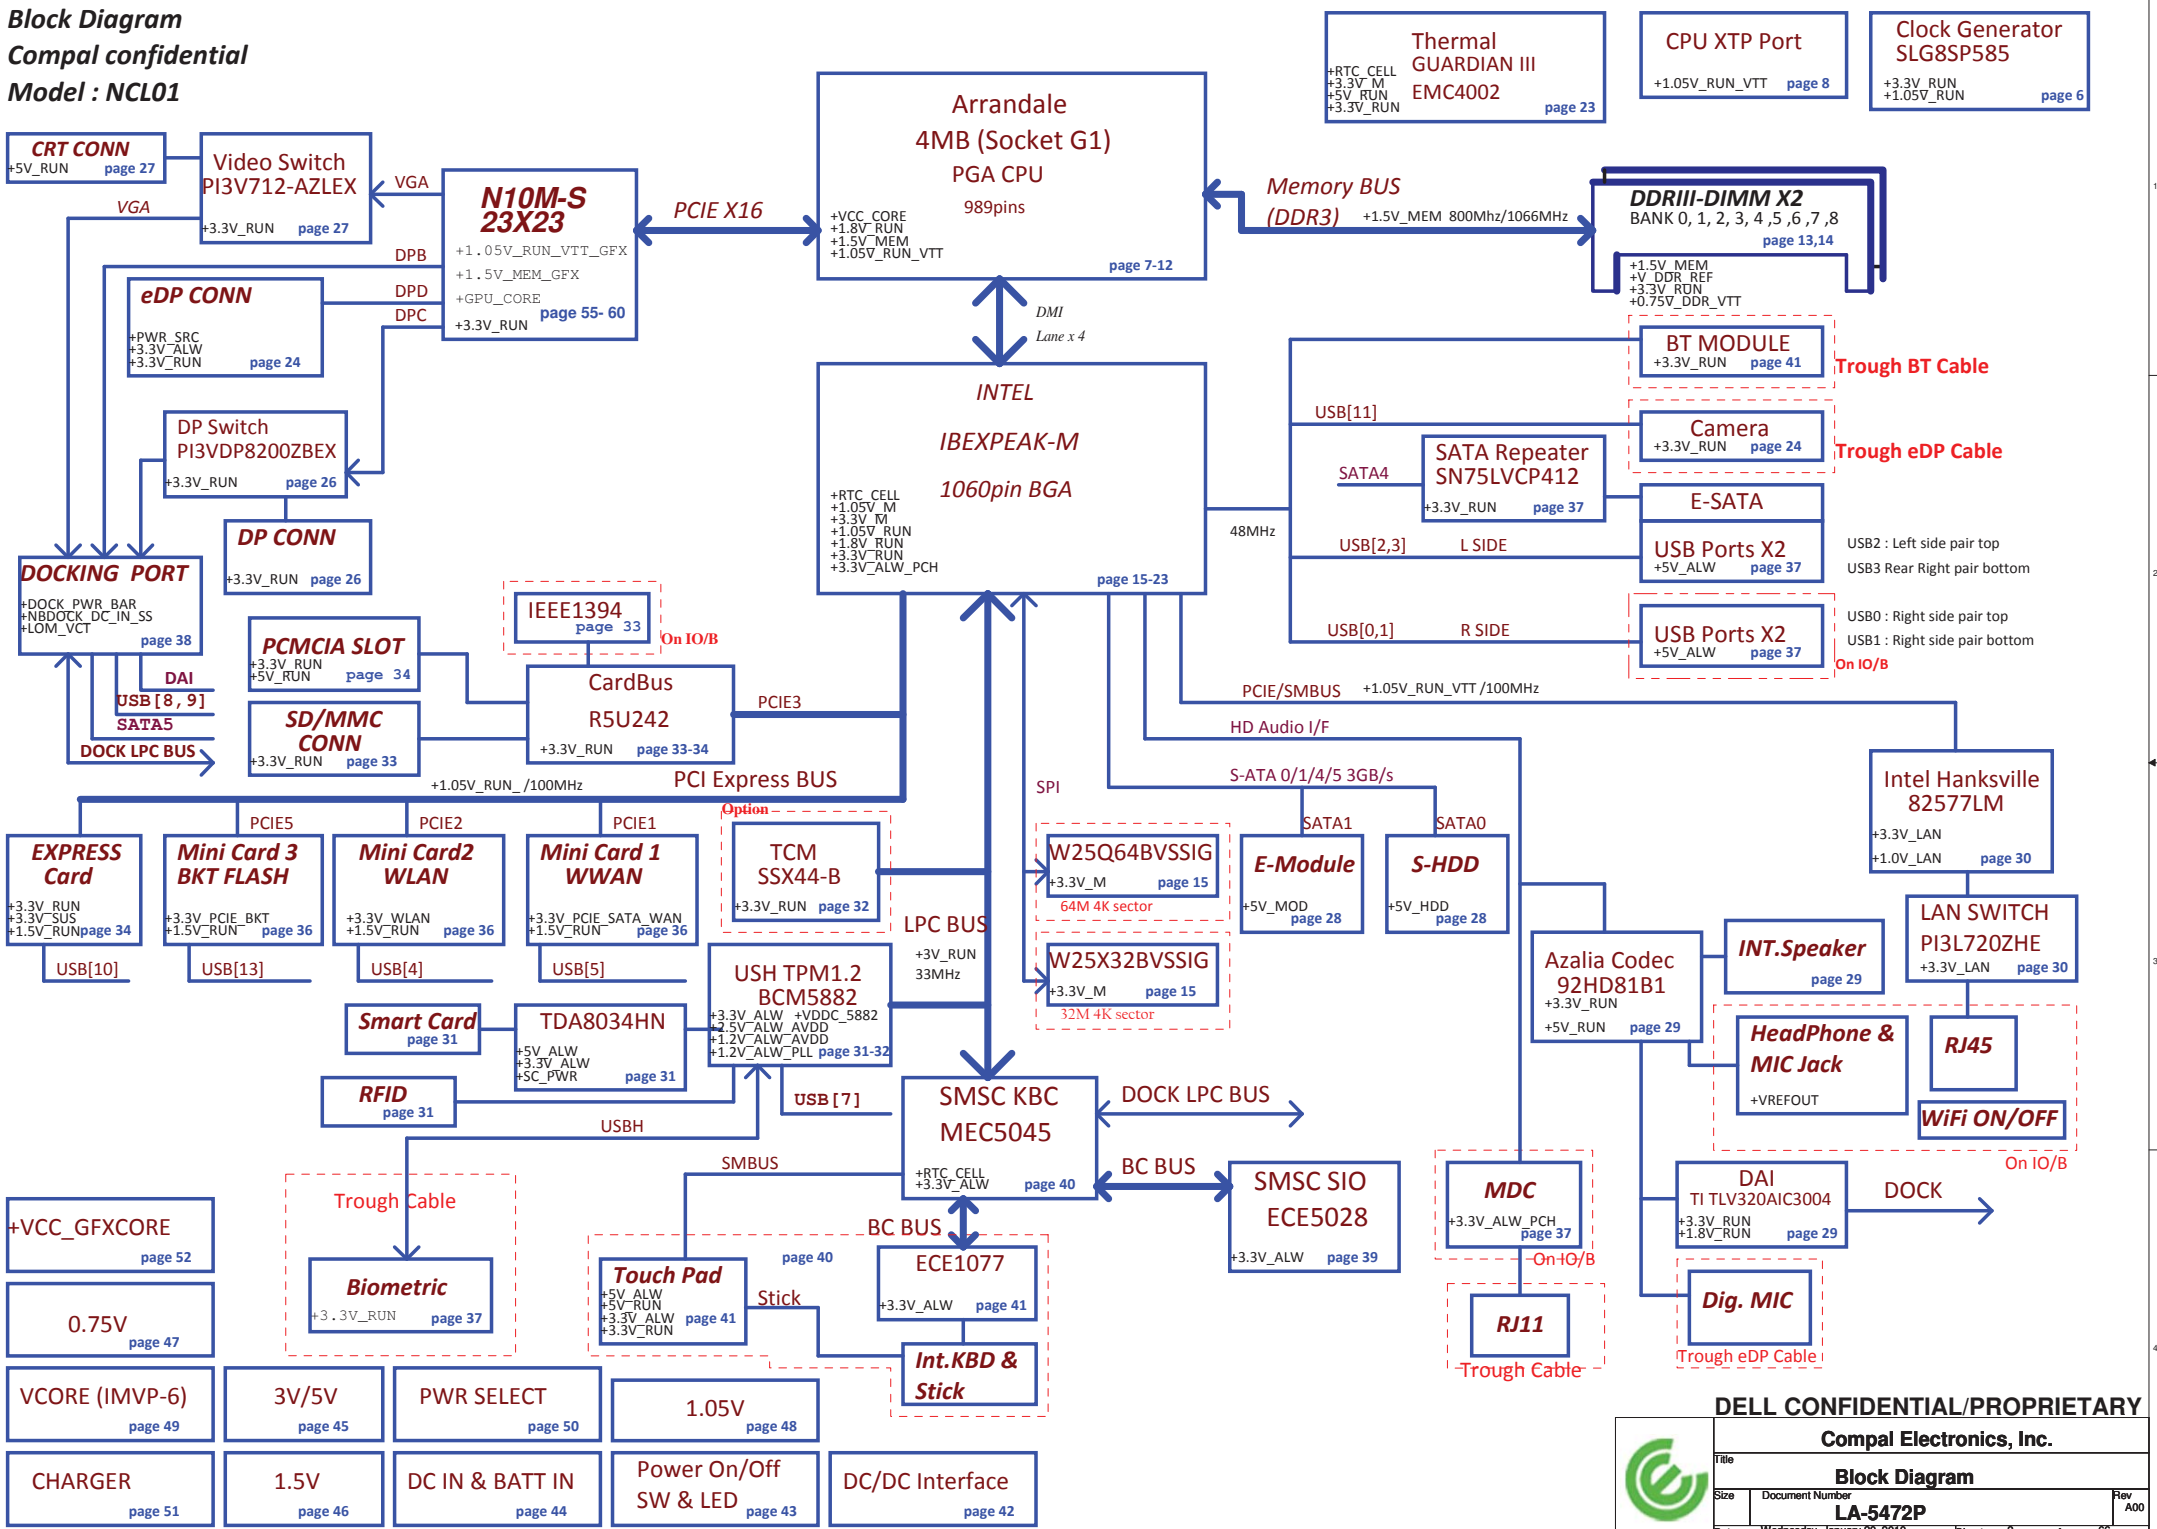 Block Diagram
Compal confidential
Model : NCL01
Thermal
GUARDIAN III
EMC4002
+RTC_CELL
+3.3V_M
+5V_RUN
+3.3V_RUN
page 23
CPU XTP Port
+1.05V_RUN_VTT page 8
Clock Generator
SLG8SP585
+3.3V_RUN
+1.05V_RUN
page 6
Arrandale
4MB (Socket G1)
PGA CPU
989pins
+VCC_CORE
+1.8V_RUN
+1.5V_MEM
+1.05V_RUN_VTT
page 7-12
CRT CONN
+5V_RUN page 27
Video Switch
PI3V712-AZLEX
+3.3V_RUN page 27
VGA
VGA
N10M-S
23X23
+1.05V_RUN_VTT_GFX
+1.5V_MEM_GFX
+GPU_CORE
page 55- 60
+3.3V_RUN
PCIE X16
Memory BUS
(DDR3) +1.5V_MEM 800Mhz/1066MHz
DDRIII-DIMM X2
BANK 0, 1, 2, 3, 4 ,5 ,6 ,7 ,8
page 13,14
+1.5V_MEM
+V_DDR_REF
+3.3V_RUN
+0.75V_DDR_VTT
DPB
DPD
DPC
eDP CONN
+PWR_SRC
+3.3V_ALW
+3.3V_RUN page 24
DMI
Lane x 4
INTEL
IBEXPEAK-M
1060pin BGA
+RTC_CELL
+1.05V_M
+3.3V_M
+1.05V_RUN
+1.8V_RUN
+3.3V_RUN
+3.3V_ALW_PCH
page 15-23
BT MODULE
+3.3V_RUN page 41
Trough BT Cable
USB[11]
Camera
+3.3V_RUN page 24
Trough eDP Cable
SATA4
SATA Repeater
SN75LVCP412
+3.3V_RUN page 37
E-SATA
48MHz
USB[2,3] L SIDE
USB Ports X2
+5V_ALW page 37
USB2 : Left side pair top
USB3 Rear Right pair bottom
USB[0,1] R SIDE
USB Ports X2
+5V_ALW page 37
USB0 : Right side pair top
USB1 : Right side pair bottom
On IO/B
DP Switch
PI3VDP8200ZBEX
+3.3V_RUN page 26
DP CONN
+3.3V_RUN page 26
DOCKING PORT
+DOCK_PWR_BAR
+NBDOCK_DC_IN_SS
+LOM_VCT
page 38
DAI
USB[8,9]
SATA5
DOCK LPC BUS
IEEE1394
page 33
On IO/B
PCMCIA SLOT
+3.3V_RUN
+5V_RUN page 34
SD/MMC
CONN
+3.3V_RUN page 33
CardBus
R5U242
+3.3V_RUN page 33-34
PCIE3
PCI Express BUS
+1.05V_RUN_ /100MHz
PCIE/SMBUS +1.05V_RUN_VTT /100MHz
HD Audio I/F
S-ATA 0/1/4/5 3GB/s
SPI
PCIE5
PCIE2
PCIE1
EXPRESS
Card
+3.3V_RUN
+3.3V_SUS
+1.5V_RUN page 34
Mini Card 3
BKT FLASH
+3.3V_PCIE_BKT
+1.5V_RUN page 36
Mini Card2
WLAN
+3.3V_WLAN
+1.5V_RUN page 36
Mini Card 1
WWAN
+3.3V_PCIE_SATA_WAN
+1.5V_RUN page 36
USB[10]
USB[13]
USB[4]
USB[5]
Option
TCM
SSX44-B
+3.3V_RUN page 32
LPC BUS
+3V_RUN
33MHz
W25Q64BVSSIG
+3.3V_M page 15
64M 4K sector
W25X32BVSSIG
+3.3V_M page 15
32M 4K sector
SATA1
E-Module
+5V_MOD
page 28
SATA0
S-HDD
+5V_HDD
page 28
Intel Hanksville
82577LM
+3.3V_LAN
+1.0V_LAN page 30
LAN SWITCH
PI3L720ZHE
+3.3V_LAN page 30
Azalia Codec
92HD81B1
+3.3V_RUN
+5V_RUN page 29
INT.Speaker
page 29
HeadPhone &
MIC Jack
+VREFOUT
RJ45
WiFi ON/OFF
On IO/B
USH TPM1.2
BCM5882
+3.3V_ALW +VDDC_5882
+2.5V_ALW_AVDD
+1.2V_ALW_AVDD
+1.2V_ALW_PLL page 31-32
Smart Card
page 31
TDA8034HN
+5V_ALW
+3.3V_ALW
+SC_PWR page 31
RFID
page 31
USB[7]
USBH
SMBUS
SMSC KBC
MEC5045
+RTC_CELL
+3.3V_ALW page 40
DOCK LPC BUS
BC BUS
SMSC SIO
ECE5028
+3.3V_ALW page 39
MDC
+3.3V_ALW_PCH
page 37
On IO/B
RJ11
Trough Cable
DAI
TI TLV320AIC3004
+3.3V_RUN
+1.8V_RUN page 29
DOCK
Dig. MIC
Trough eDP Cable
Trough Cable
Biometric
+3.3V_RUN page 37
BC BUS
page 40
Touch Pad
+5V_ALW
+5V_RUN
+3.3V_ALW
+3.3V_RUN
page 41
Stick
ECE1077
+3.3V_ALW page 41
Int.KBD &
Stick
+VCC_GFXCORE
page 52
0.75V
page 47
VCORE (IMVP-6)
page 49
3V/5V
page 45
PWR SELECT
page 50
1.05V
page 48
CHARGER
page 51
1.5V
page 46
DC IN & BATT IN
page 44
Power On/Off
SW & LED page 43
DC/DC Interface
page 42
DELL CONFIDENTIAL/PROPRIETARY
Compal Electronics, Inc.
Title
Block Diagram
Size Document Number Rev
LA-5472P A00
1
2
3
4